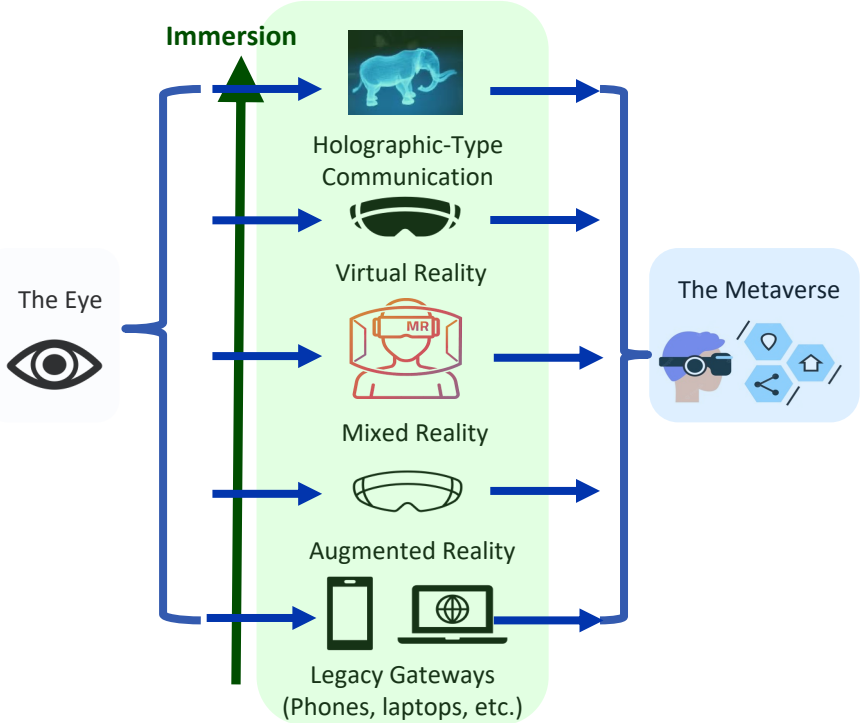 Immersion
Holographic-Type
Communication
Virtual Reality
The Eye
The Metaverse
MR
Mixed Reality
Augmented Reality
Legacy Gateways
(Phones, laptops, etc.)